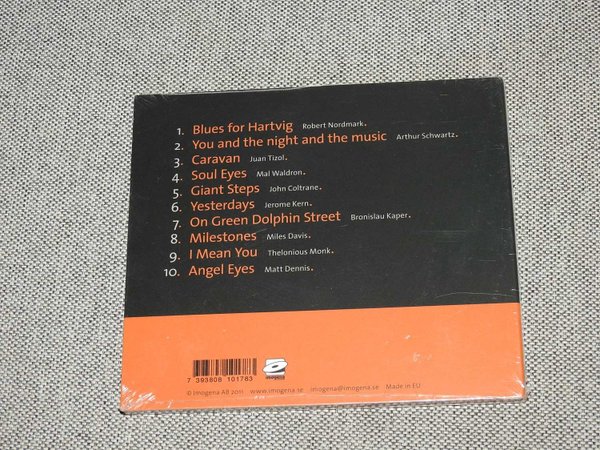 1. Blues for Hartvig Robert Nordmark.
2. You and the night and the music Arthur Schwartz.
3. Caravan Juan Tizol.
4. Soul Eyes Mal Waldron.
5. Giant Steps John Coltrane.
6. Yesterdays Jerome Kern.
7. On Green Dolphin Street Bronislau Kaper.
8. Milestones Miles Davis.
9. I Mean You Thelonious Monk.
10. Angel Eyes Matt Dennis.
7 393808 101763
imogena
© Imogena AB 2011 www.imogena.se imogena@imogena.se Made in EU